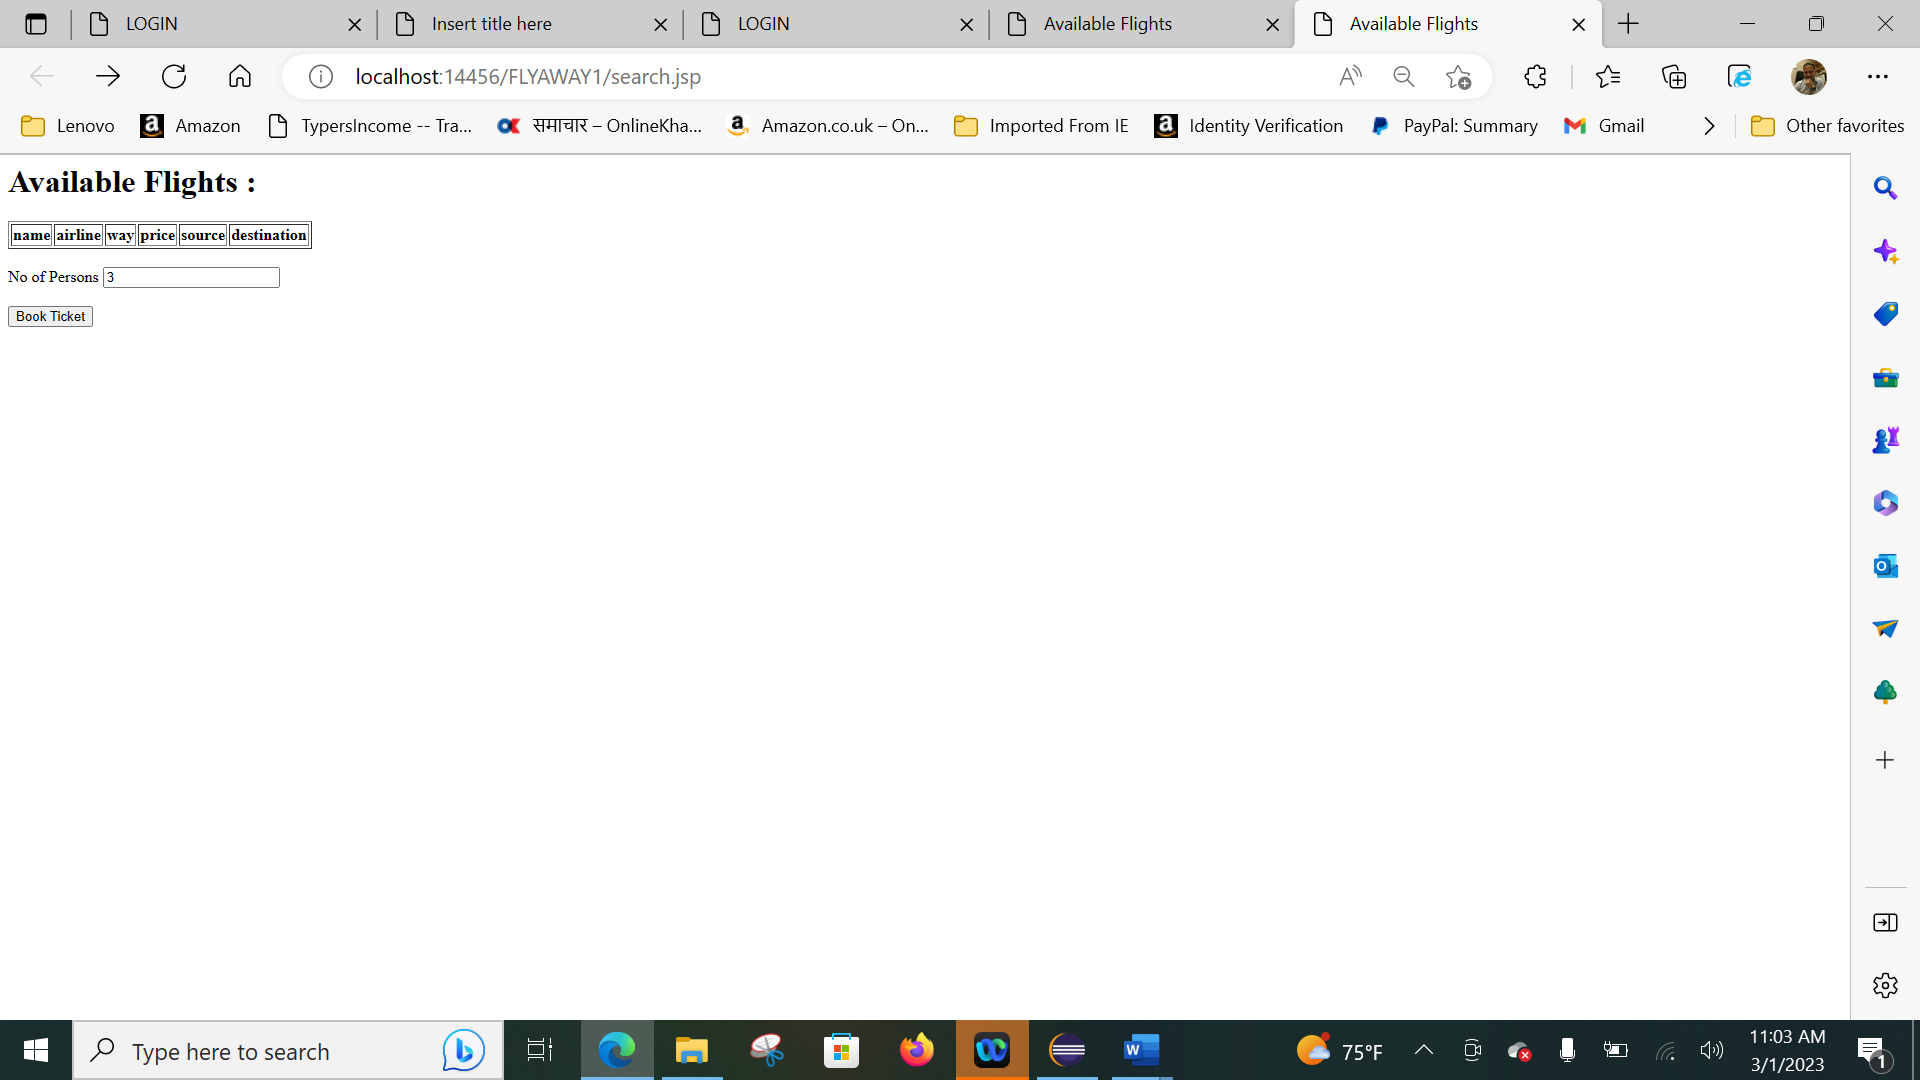 LOGIN
Insert title here
LOGIN
Available Flights
Available Flights
localhost:14456/FLYAWAY1/search.jsp
Lenovo
Amazon
TypersIncome -- Tra...
समाचार – OnlineKha...
Amazon.co.uk – On...
Imported From IE
Identity Verification
PayPal: Summary
Gmail
Other favorites
Available Flights :
name airline way price source destination
No of Persons 3
Book Ticket
Type here to search
75°F
11:03 AM
3/1/2023
1